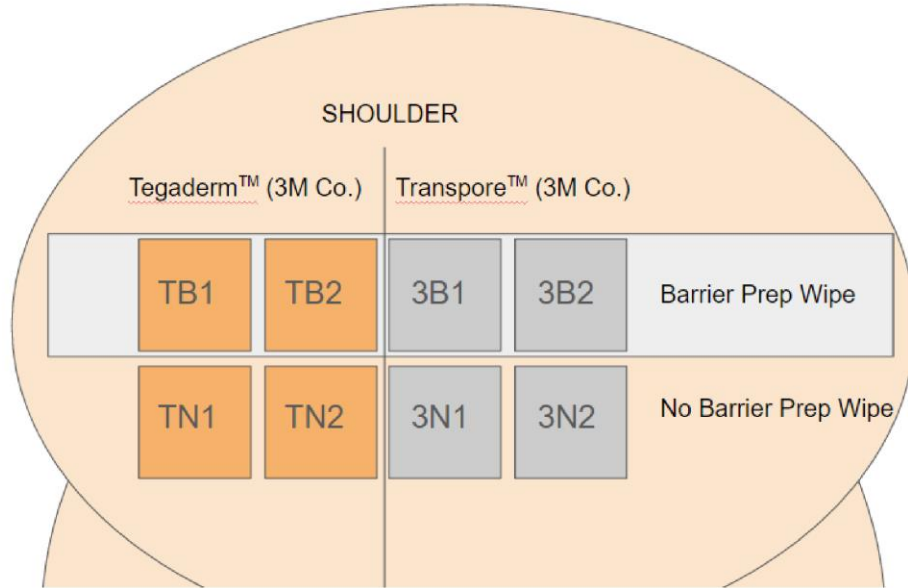 SHOULDER
Tegaderm™ (3M Co.) Transpore™ (3M Co.)
TB1 TB2 3B1 3B2 Barrier Prep Wipe
TN1 TN2 3N1 3N2 No Barrier Prep Wipe